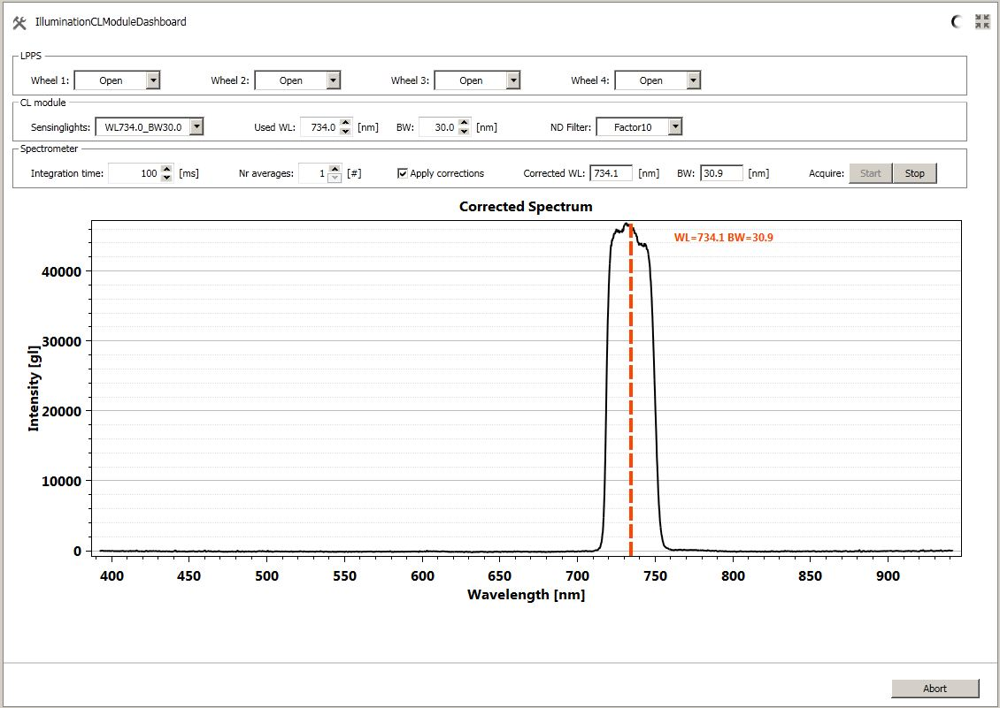 IlluminationCLModuleDashboard
LPPS
Wheel 1: Open Wheel 2: Open Wheel 3: Open Wheel 4: Open
CL module
Sensinglights: WL734.0_BW30.0 Used WL: 734.0 [nm] BW: 30.0 [nm] ND Filter: Factor10
Spectrometer
Integration time: 100 [ms] Nr averages: 1 [#] Apply corrections Corrected WL: 734.1 [nm] BW: 30.9 [nm] Acquire: Start Stop
Corrected Spectrum
WL=734.1 BW=30.9
40000
30000
20000
10000
0
Intensity [gl]
400 450 500 550 600 650 700 750 800 850 900
Wavelength [nm]
Abort